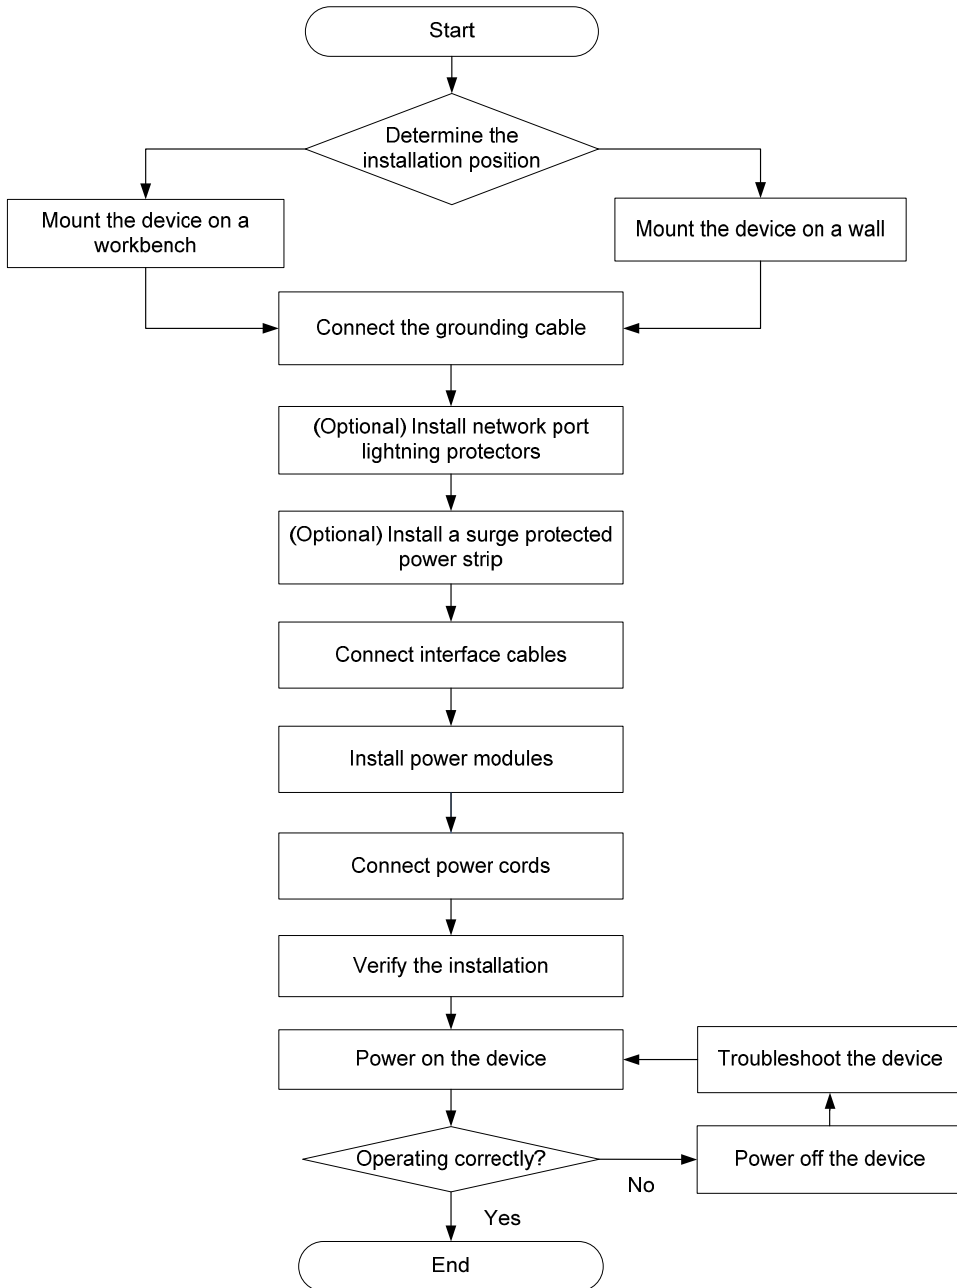 Start
Determine the
installation position
Mount the device on a
workbench
Mount the device on a wall
Connect the grounding cable
(Optional) Install network port
lightning protectors
(Optional) Install a surge protected
power strip
Connect interface cables
Install power modules
Connect power cords
Verify the installation
Power on the device
Troubleshoot the device
Operating correctly?
Power off the device
No
Yes
End